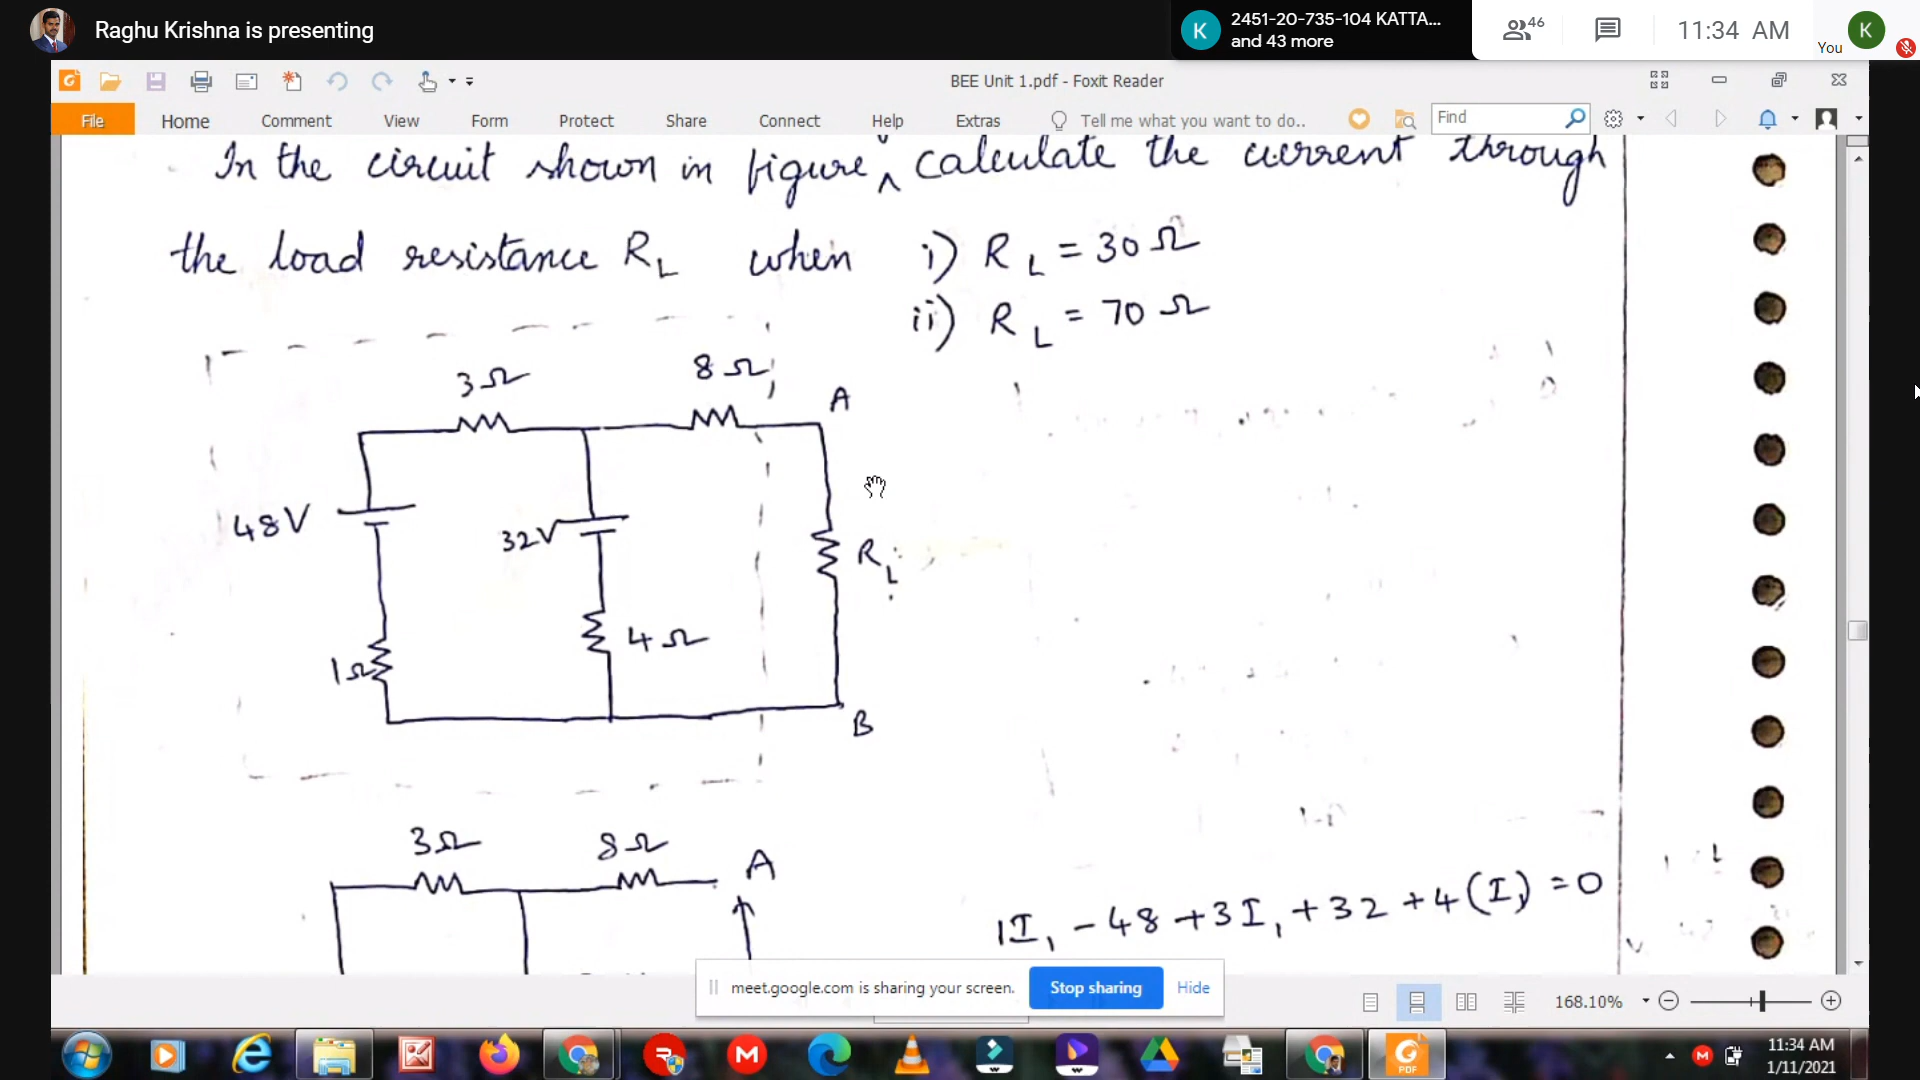 Raghu Krishna is presenting
K
2451-20-735-104 KATTA...
and 43 more
46
11:34 AM
You
K
BEE Unit 1.pdf - Foxit Reader
File Home Comment View Form Protect Share Connect Help Extras Tell me what you want to do.. Find
In the circuit shown in figure, calculate the current through
the load resistance RL when i) RL = 30 Ω
ii) RL = 70 Ω
3Ω 8Ω
A
48V
32V
RL
4Ω
1Ω
B
3Ω 8Ω A
1I1 - 48 + 3I1 + 32 + 4(I1) = 0
meet.google.com is sharing your screen. Stop sharing Hide
168.10%
11:34 AM
1/11/2021